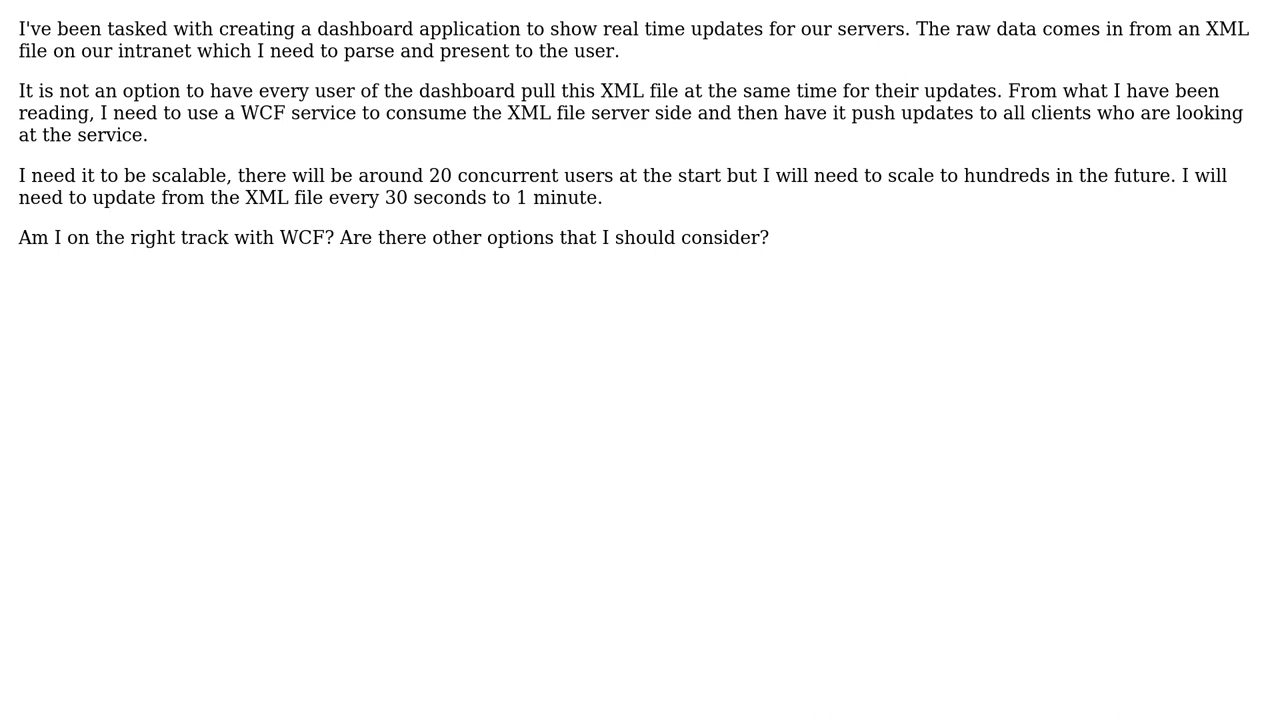 I've been tasked with creating a dashboard application to show real time updates for our servers. The raw data comes in from an XML
file on our intranet which I need to parse and present to the user.
It is not an option to have every user of the dashboard pull this XML file at the same time for their updates. From what I have been
reading, I need to use a WCF service to consume the XML file server side and then have it push updates to all clients who are looking
at the service.
I need it to be scalable, there will be around 20 concurrent users at the start but I will need to scale to hundreds in the future. I will
need to update from the XML file every 30 seconds to 1 minute.
Am I on the right track with WCF? Are there other options that I should consider?